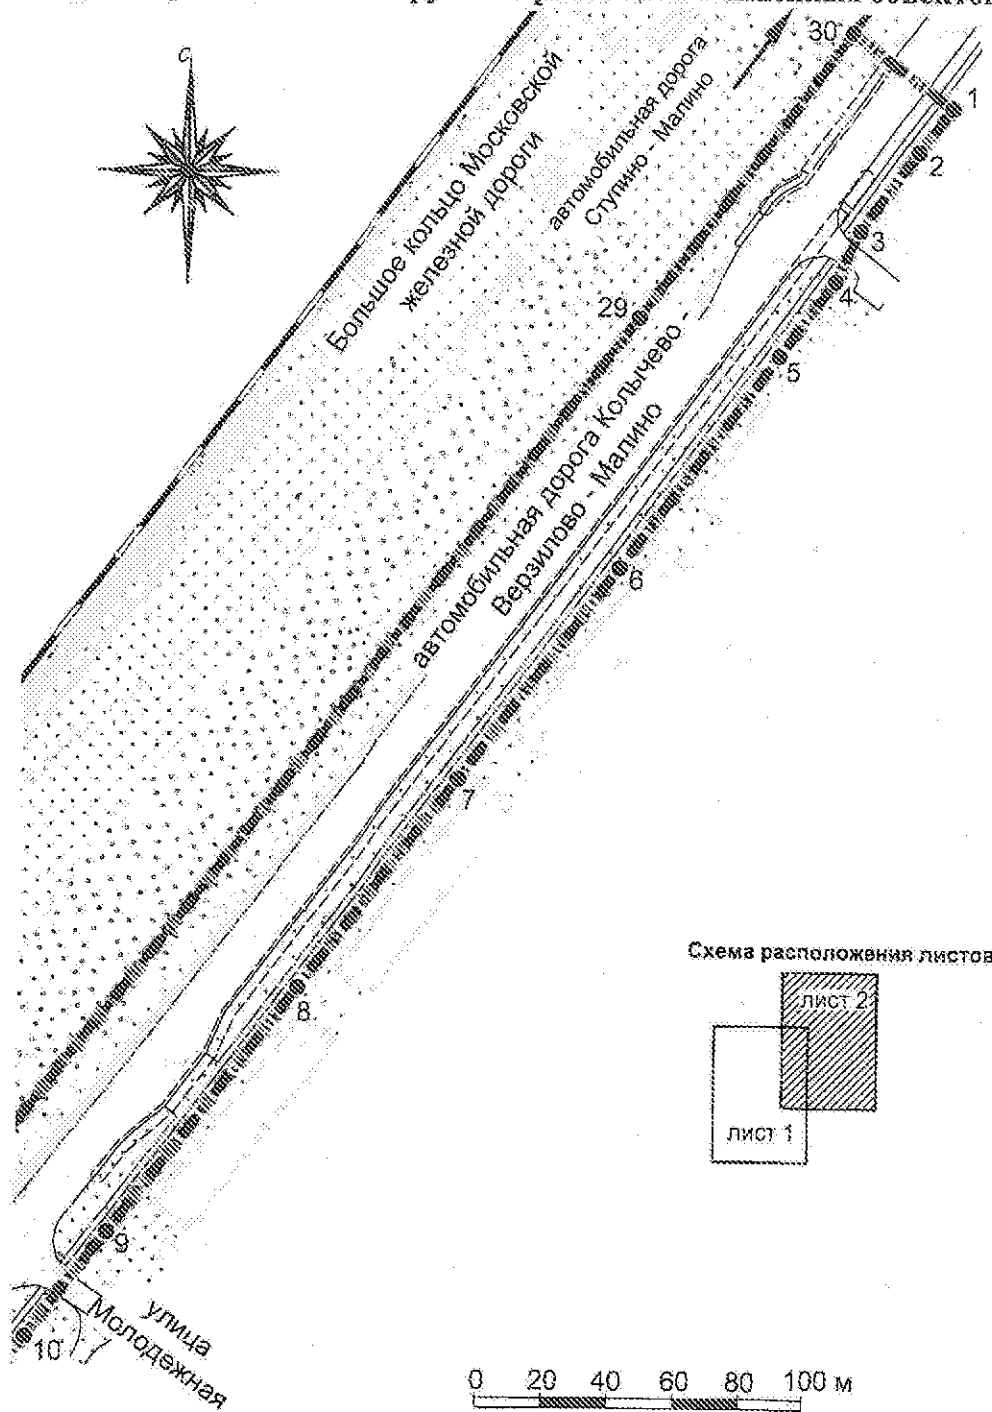 С
30
1
2
3
4
5
29
6
7
8
9
10
Большое кольцо Московской
железной дороги
автомобильная дорога
Ступино - Малино
автомобильная дорога Колычево -
Верзилово - Малино
Схема расположения листов
лист 2
лист 1
улица
Молодежная
0 20 40 60 80 100 м